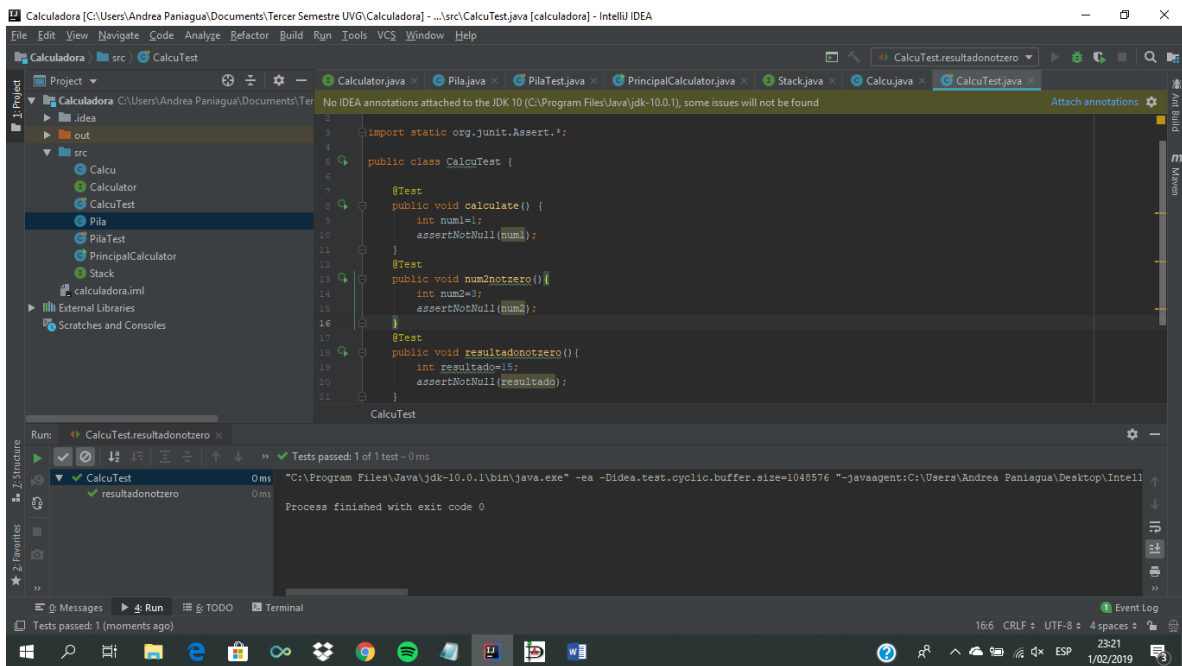 Calculadora [C:\Users\Andrea Paniagua\Documents\Tercer Semestre UVG\Calculadora] - ...\src\CalcuTest.java [calculadora] - IntelliJ IDEA
File Edit View Navigate Code Analyze Refactor Build Run Tools VCS Window Help
Calculadora src CalcuTest
CalcuTest.resultadonotzero
1: Project
Project
Calculator.java Pila.java PilaTest.java PrincipalCalculator.java Stack.java Calcu.java CalcuTest.java
Calculadora C:\Users\Andrea Paniagua\Documents\Ter
No IDEA annotations attached to the JDK 10 (C:\Program Files\Java\jdk-10.0.1), some issues will not be found
Attach annotations
.idea
out
src
Calcu
Calculator
CalcuTest
Pila
PilaTest
PrincipalCalculator
Stack
calculadora.iml
External Libraries
Scratches and Consoles
2
3 import static org.junit.Assert.*;
4
5 public class CalcuTest {
6
7 @Test
8 public void calculate() {
9 int num1=1;
10 assertNotNull(num1);
11 }
12 @Test
13 public void num2notzero(){
14 int num2=3;
15 assertNotNull(num2);
16 }
17 @Test
18 public void resultadonotzero(){
19 int resultado=15;
20 assertNotNull(resultado);
21 }
CalcuTest
Ant Build
Maven
Run: CalcuTest.resultadonotzero
Tests passed: 1 of 1 test – 0 ms
CalcuTest 0 ms
resultadonotzero 0 ms
"C:\Program Files\Java\jdk-10.0.1\bin\java.exe" -ea -Didea.test.cyclic.buffer.size=1048576 "-javaagent:C:\Users\Andrea Paniagua\Desktop\Intell
Process finished with exit code 0
7: Structure
2: Favorites
0: Messages 4: Run 6: TODO Terminal
1 Event Log
Tests passed: 1 (moments ago)
16:6 CRLF UTF-8 4 spaces
ESP
23:21
1/02/2019
3